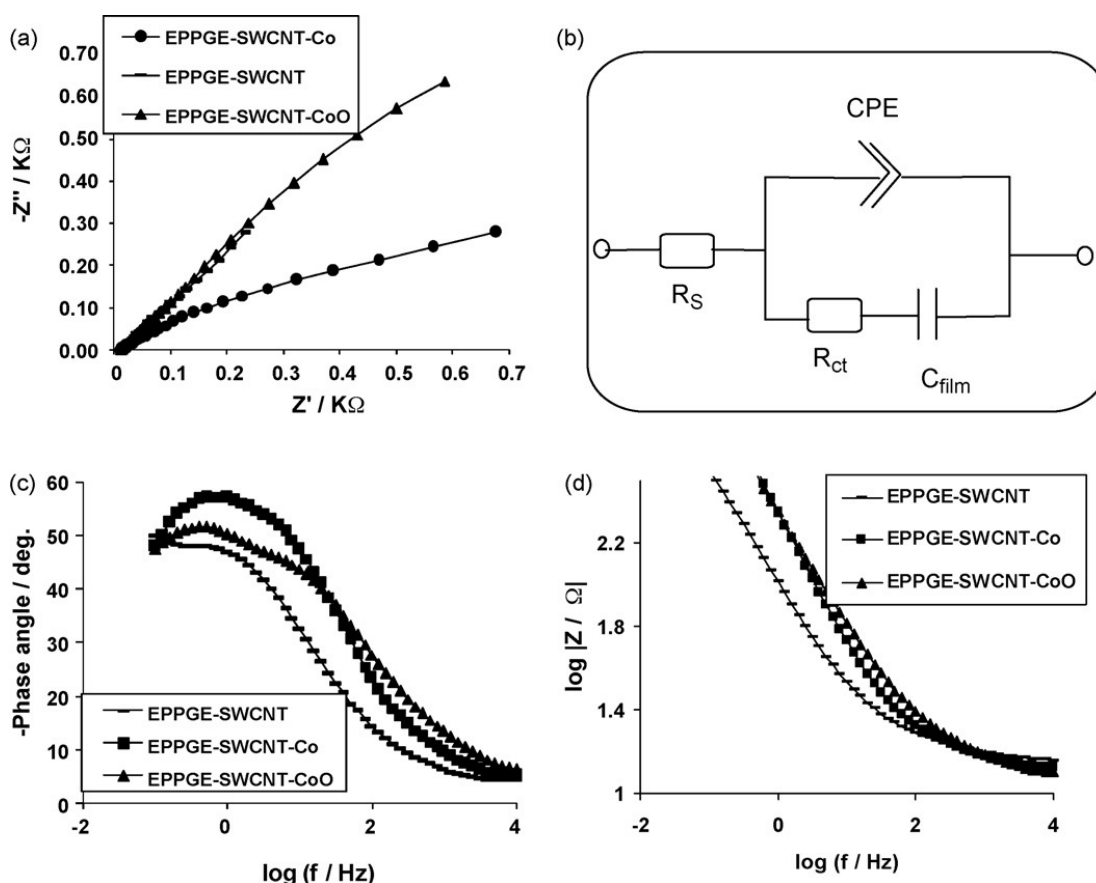 (a)
EPPGE-SWCNT-Co
EPPGE-SWCNT
EPPGE-SWCNT-CoO
0.70
0.60
0.50
0.40
0.30
0.20
0.10
0.00
-Z'' / KΩ
0 0.1 0.2 0.3 0.4 0.5 0.6 0.7
Z' / KΩ
(b)
CPE
R_S
R_ct
C_film
(c)
60
50
40
30
20
10
0
-Phase angle / deg.
EPPGE-SWCNT
EPPGE-SWCNT-Co
EPPGE-SWCNT-CoO
-2 0 2 4
log (f / Hz)
(d)
EPPGE-SWCNT
EPPGE-SWCNT-Co
EPPGE-SWCNT-CoO
2.2
1.8
1.4
1
log |Z / Ω|
-2 0 2 4
log (f / Hz)